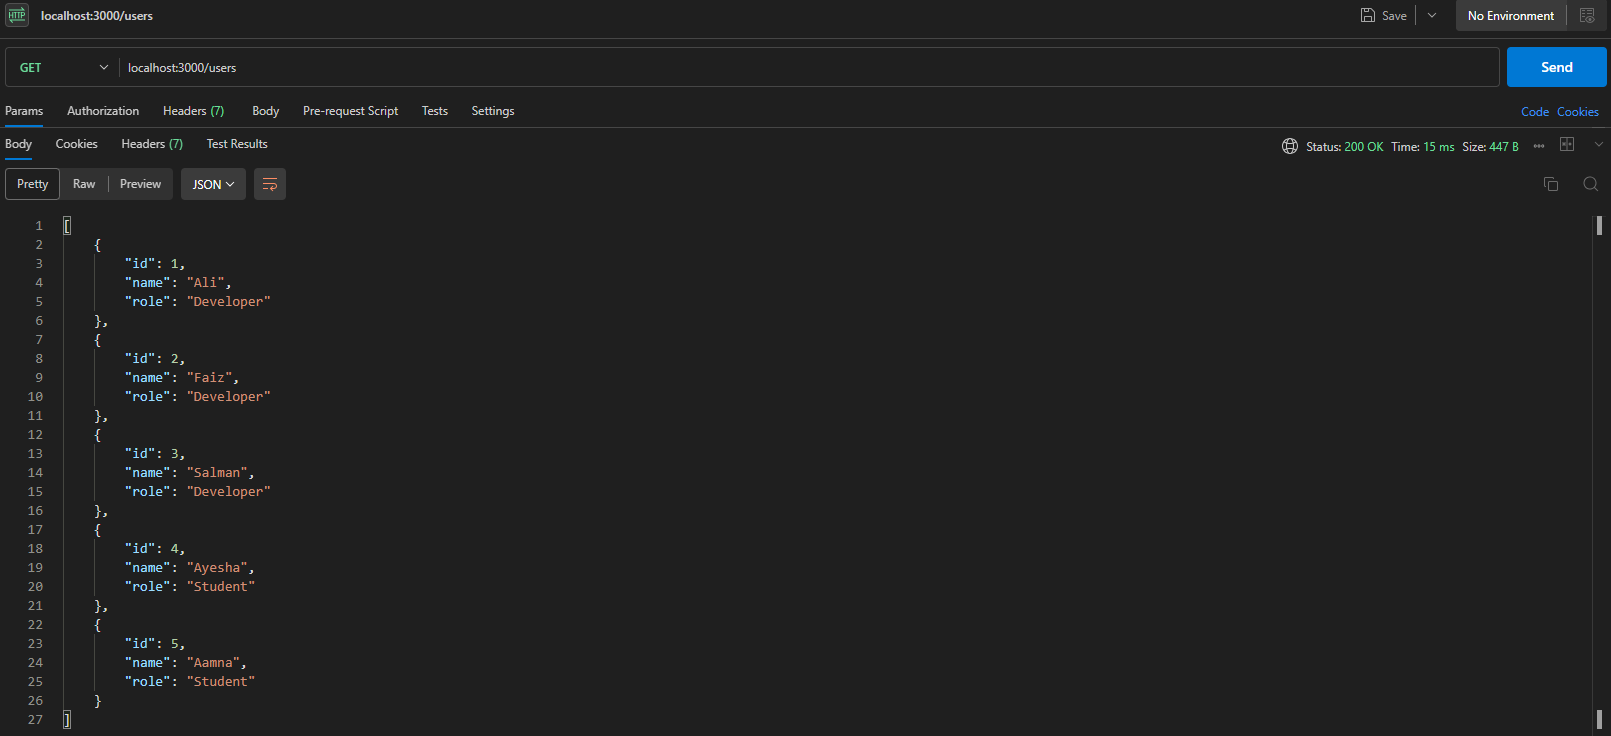 HTTP localhost:3000/users Save No Environment
GET localhost:3000/users Send
Params Authorization Headers (7) Body Pre-request Script Tests Settings Code Cookies
Body Cookies Headers (7) Test Results Status: 200 OK Time: 15 ms Size: 447 B
Pretty Raw Preview JSON
1 [
2 {
3 "id": 1,
4 "name": "Ali",
5 "role": "Developer"
6 },
7 {
8 "id": 2,
9 "name": "Faiz",
10 "role": "Developer"
11 },
12 {
13 "id": 3,
14 "name": "Salman",
15 "role": "Developer"
16 },
17 {
18 "id": 4,
19 "name": "Ayesha",
20 "role": "Student"
21 },
22 {
23 "id": 5,
24 "name": "Aamna",
25 "role": "Student"
26 }
27 ]